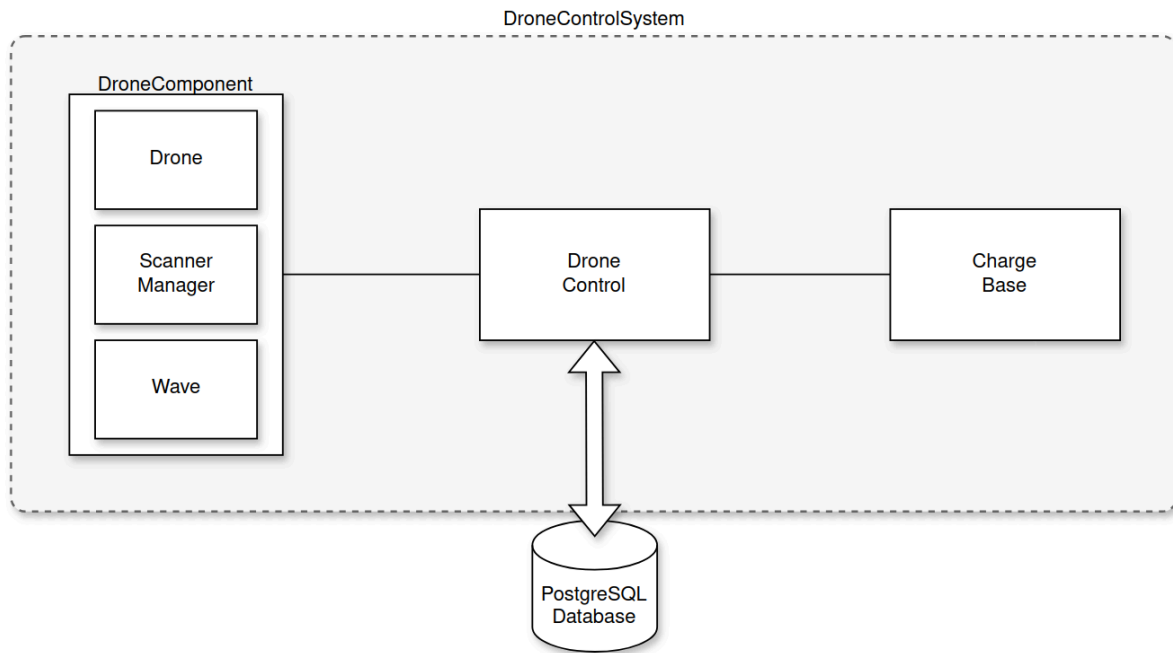 DroneControlSystem
DroneComponent
Drone
Scanner
Manager
Wave
Drone
Control
Charge
Base
PostgreSQL
Database